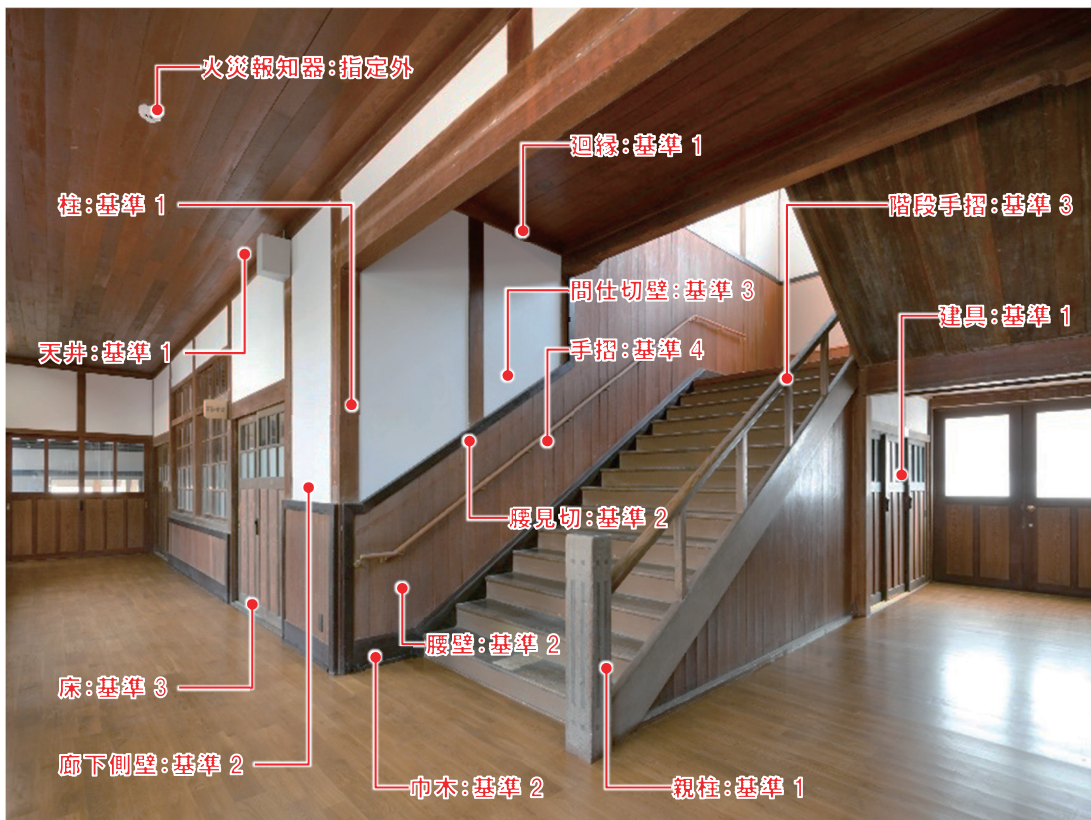 火災報知器:指定外
廻縁:基準 1
柱:基準 1
階段手摺:基準 3
間仕切壁:基準 3
建具:基準 1
天井:基準 1
手摺:基準 4
腰見切:基準 2
腰壁:基準 2
床:基準 3
廊下側壁:基準 2
巾木:基準 2
親柱:基準 1